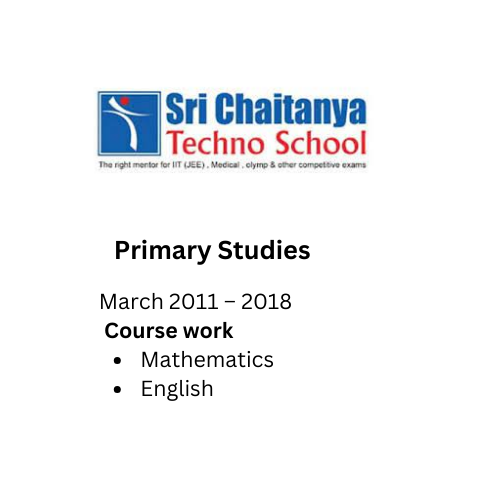 Sri Chaitanya
Techno School
The right mentor for IIT (JEE) , Medical , olymp & other competitive exams
Primary Studies
March 2011 – 2018
Course work
• Mathematics
• English